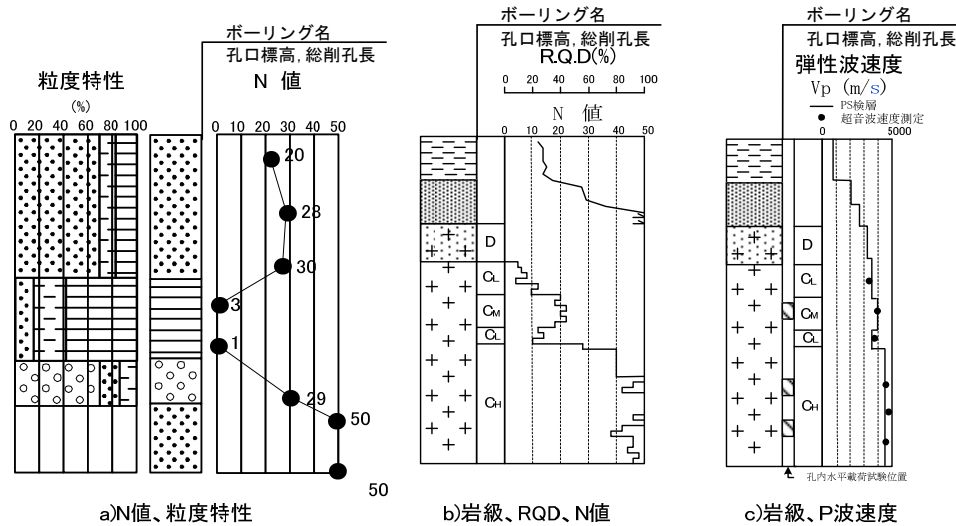 ボーリング名
孔口標高,総削孔長
粒度特性
(%)
0 20 40 60 80 100
N 値
0 10 20 30 40 50
20
28
30
3
1
29
50
50
a)N値、粒度特性
ボーリング名
孔口標高,総削孔長
R.Q.D(%)
0 20 40 60 80 100
N 値
0 10 20 30 40 50
D
CL
CM
CL
CH
b)岩級、RQD、N値
ボーリング名
孔口標高,総削孔長
弾性波速度
Vp (m/s)
PS検層
超音波速度測定
0 5000
D
CL
CM
CL
CH
孔内水平載荷試験位置
c)岩級、P波速度